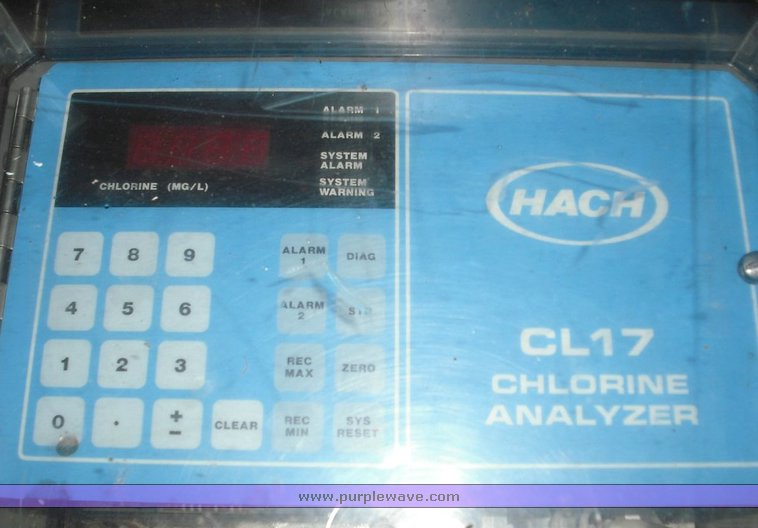 ALARM 1
ALARM 2
SYSTEM
ALARM
SYSTEM
WARNING
CHLORINE (MG/L)
7 8 9 ALARM 1 DIAG
4 5 6 ALARM 2 STD
1 2 3 REC MAX ZERO
0 . + - CLEAR REC MIN SYS RESET
HACH
CL17
CHLORINE
ANALYZER
www.purplewave.com